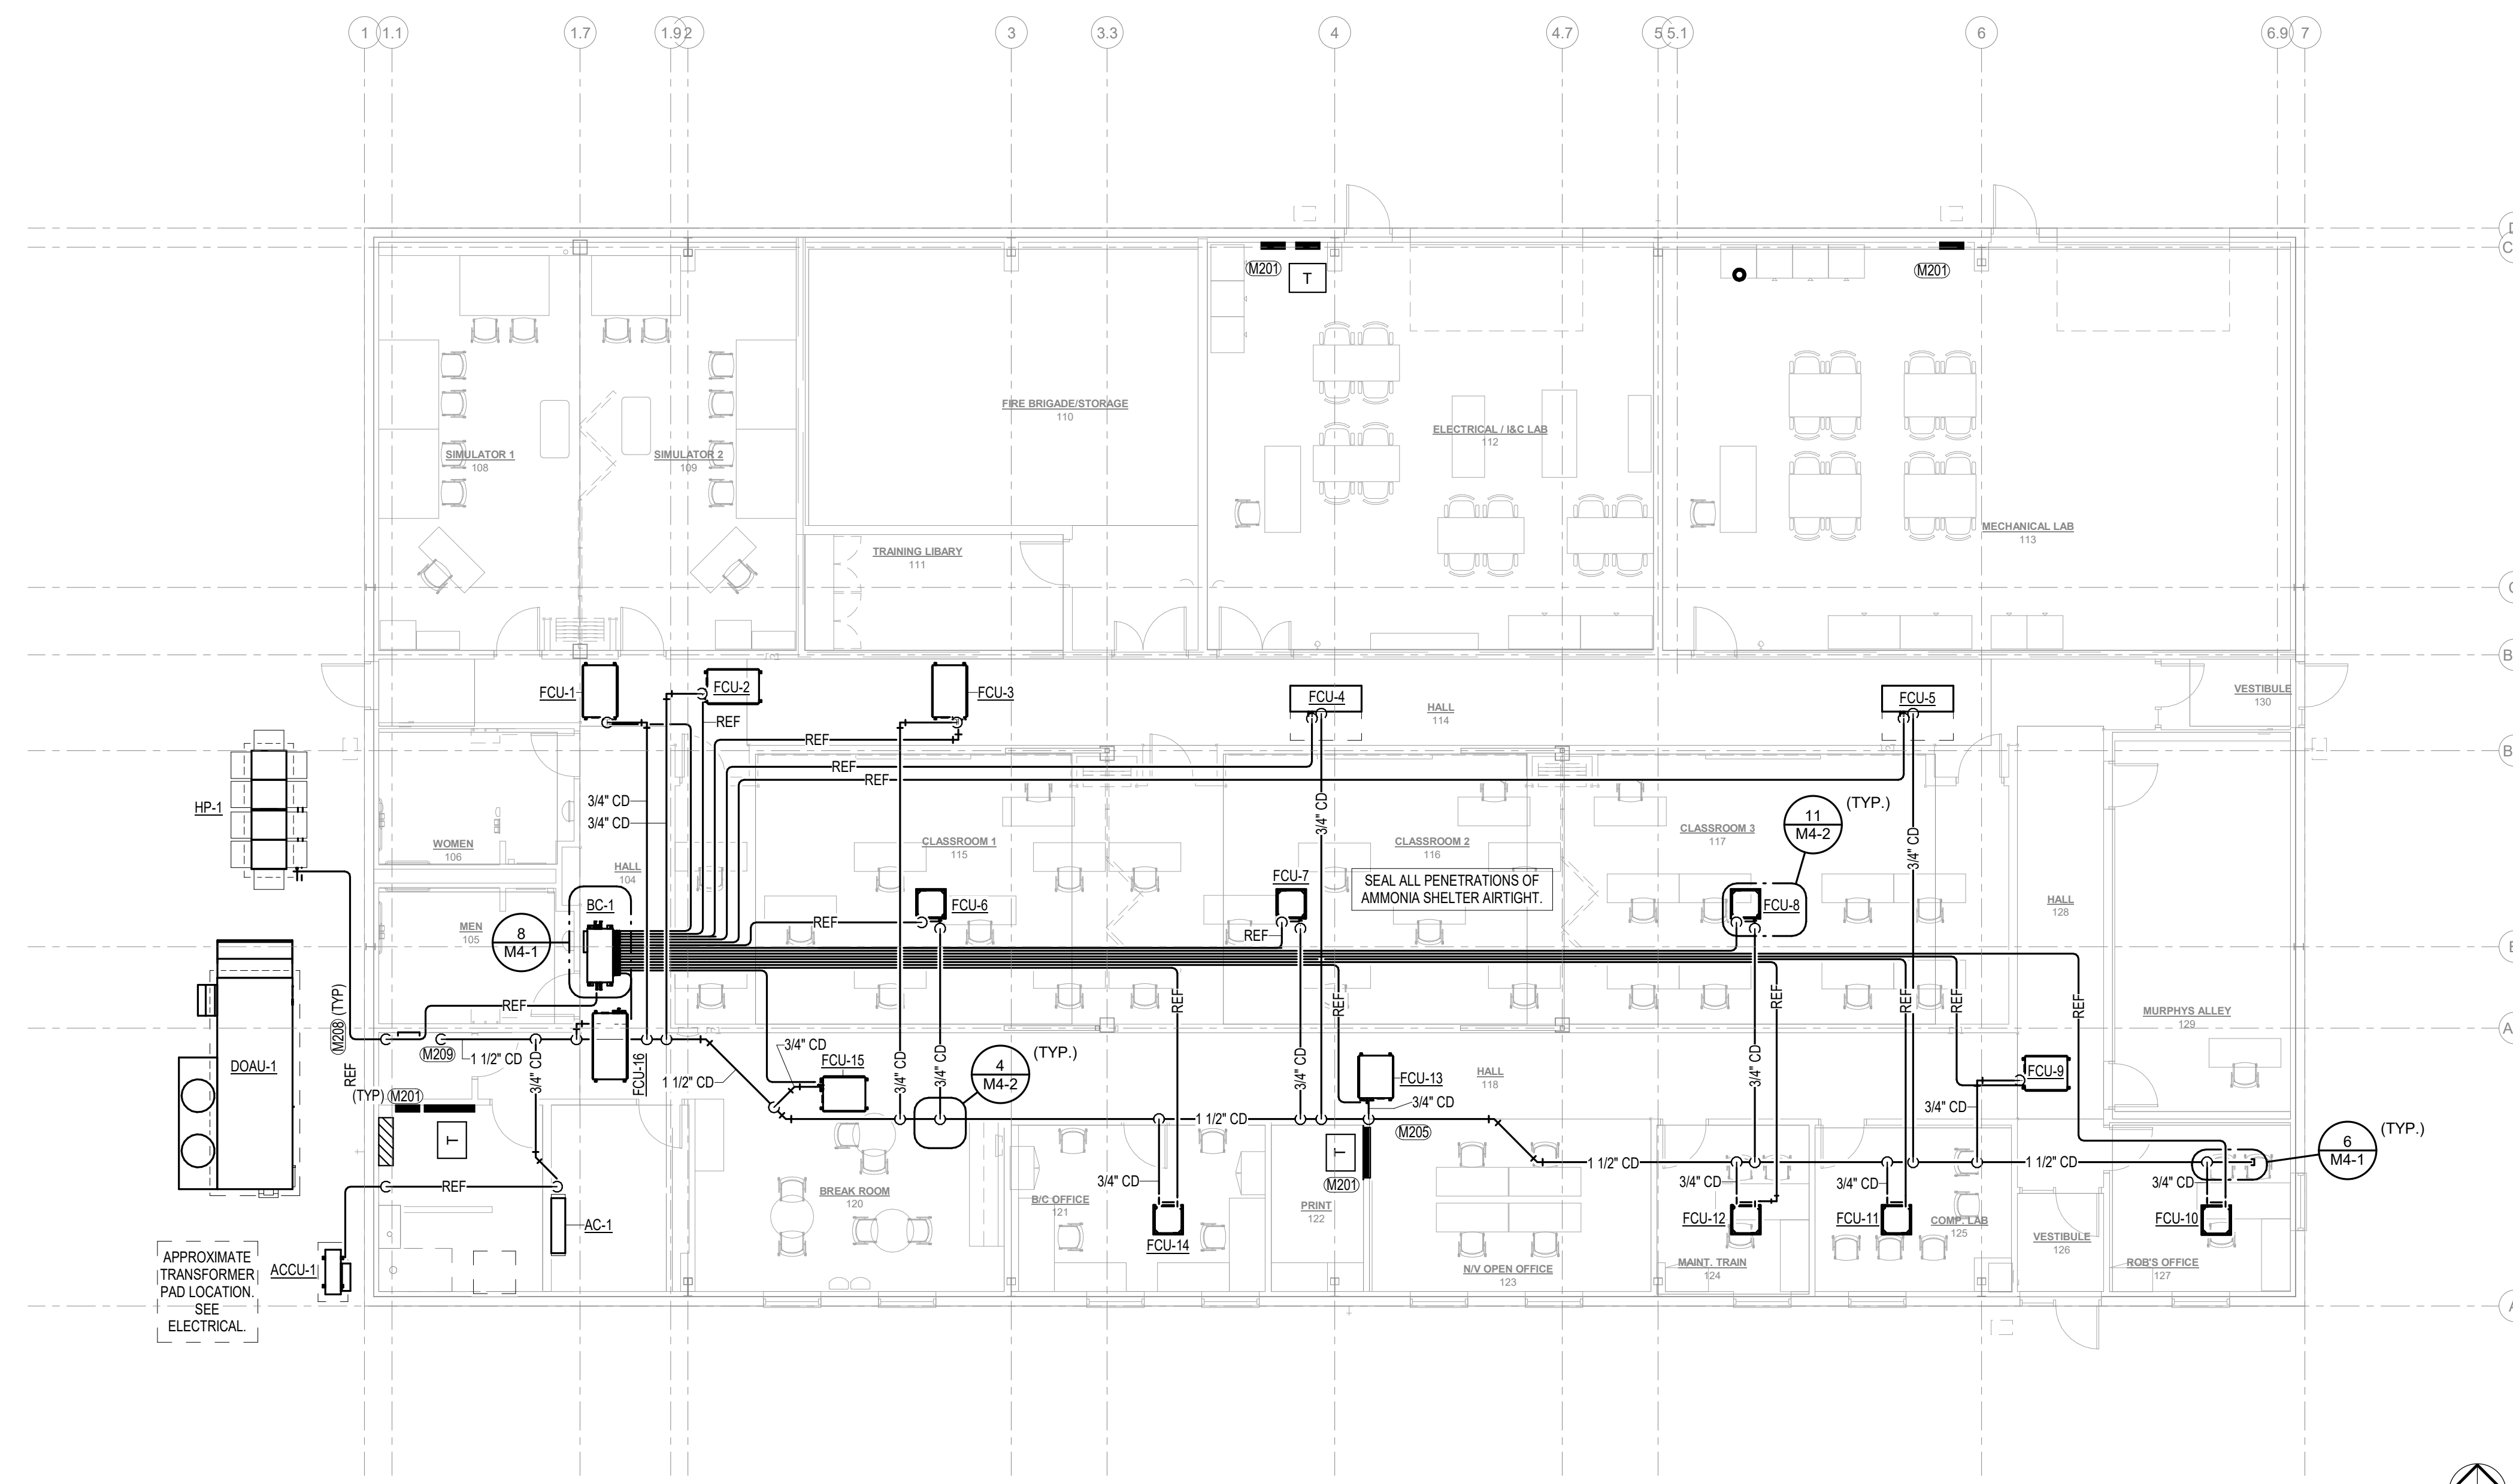 1
1.1
1.7
1.9
2
3
3.3
4
4.7
5
5.1
6
6.9
7
M201
T
M201
FIRE BRIGADE/STORAGE
110
ELECTRICAL / I&C LAB
112
SIMULATOR 1
108
SIMULATOR 2
109
MECHANICAL LAB
113
TRAINING LIBARY
111
FCU-1
FCU-2
FCU-3
FCU-4
FCU-5
HALL
114
VESTIBULE
130
REF
REF
REF
REF
HP-1
3/4" CD
3/4" CD
3/4" CD
3/4" CD
11
M4-2
(TYP.)
WOMEN
106
HALL
104
CLASSROOM 1
115
CLASSROOM 2
116
CLASSROOM 3
117
SEAL ALL PENETRATIONS OF
AMMONIA SHELTER AIRTIGHT.
BC-1
FCU-6
FCU-7
FCU-8
HALL
128
MEN
105
8
M4-1
REF
REF
REF
REF
REF
REF
REF
REF
REF
MURPHYS ALLEY
129
M208 (TYP)
M209
1 1/2" CD
3/4" CD
FCU-16
DOAU-1
REF
(TYP) M201
T
1 1/2" CD
3/4" CD
FCU-15
3/4" CD
3/4" CD
4
M4-2
(TYP.)
3/4" CD
FCU-13
3/4" CD
HALL
118
FCU-9
3/4" CD
3/4" CD
1 1/2" CD
M205
T
M201
1 1/2" CD
1 1/2" CD
6
M4-1
(TYP.)
REF
AC-1
ACCU-1
APPROXIMATE
TRANSFORMER
PAD LOCATION.
SEE
ELECTRICAL.
BREAK ROOM
120
B/C OFFICE
121
3/4" CD
FCU-14
PRINT
122
N/V OPEN OFFICE
123
3/4" CD
FCU-12
MAINT. TRAIN
124
3/4" CD
FCU-11
COMP. LAB
125
VESTIBULE
126
3/4" CD
FCU-10
ROB'S OFFICE
127